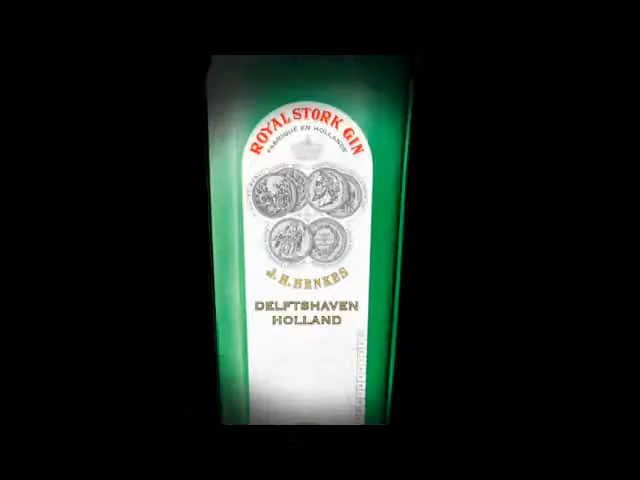 ROYAL STORK GIN
FABRIQUÉ EN HOLLANDE
J. H. HENKES
DELFTSHAVEN
HOLLAND